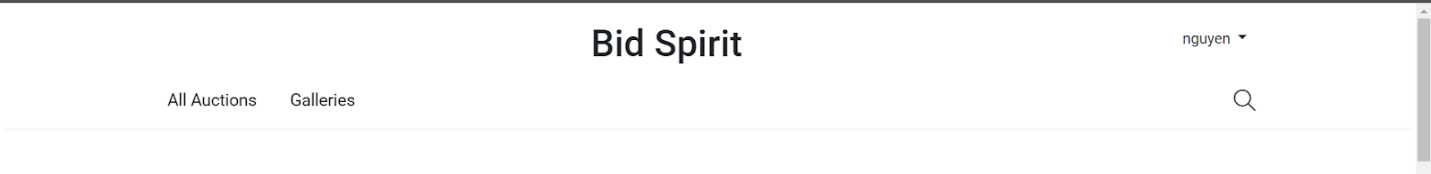 Bid Spirit
nguyen
All Auctions
Galleries